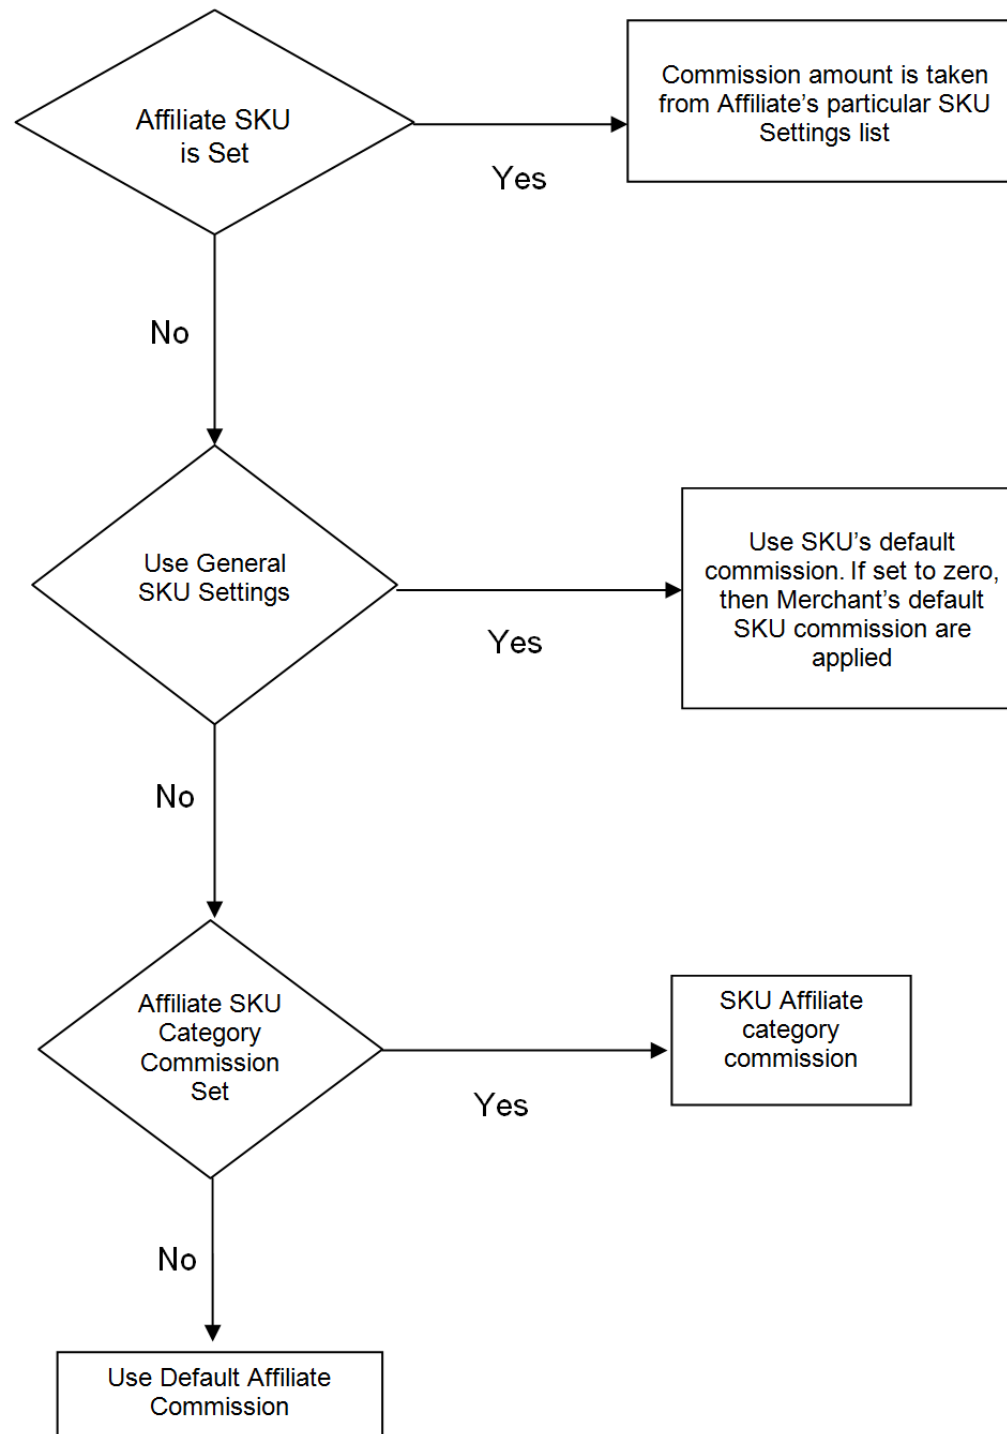 Affiliate SKU
is Set
Yes
Commission amount is taken
from Affiliate's particular SKU
Settings list
No
Use General
SKU Settings
Yes
Use SKU's default
commission. If set to zero,
then Merchant's default
SKU commission are
applied
No
Affiliate SKU
Category
Commission
Set
Yes
SKU Affiliate
category
commission
No
Use Default Affiliate
Commission